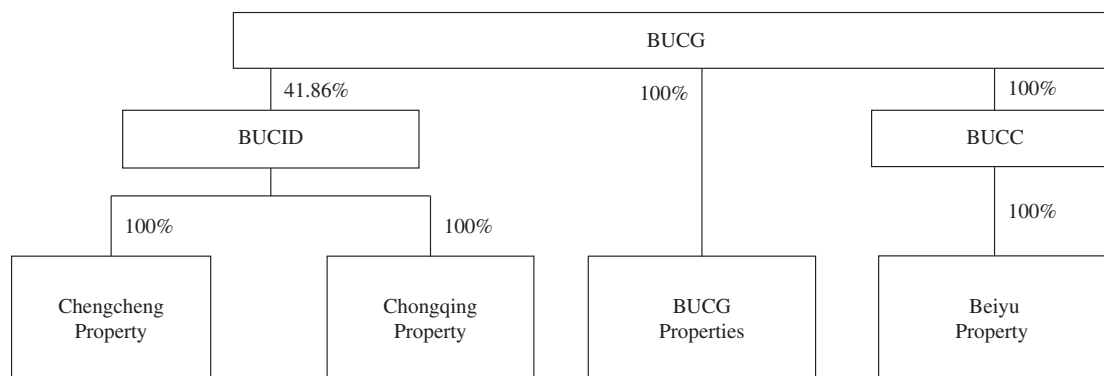 BUCG
41.86%
100%
100%
BUCID
BUCC
100%
100%
100%
Chengcheng
Property
Chongqing
Property
BUCG
Properties
Beiyu
Property